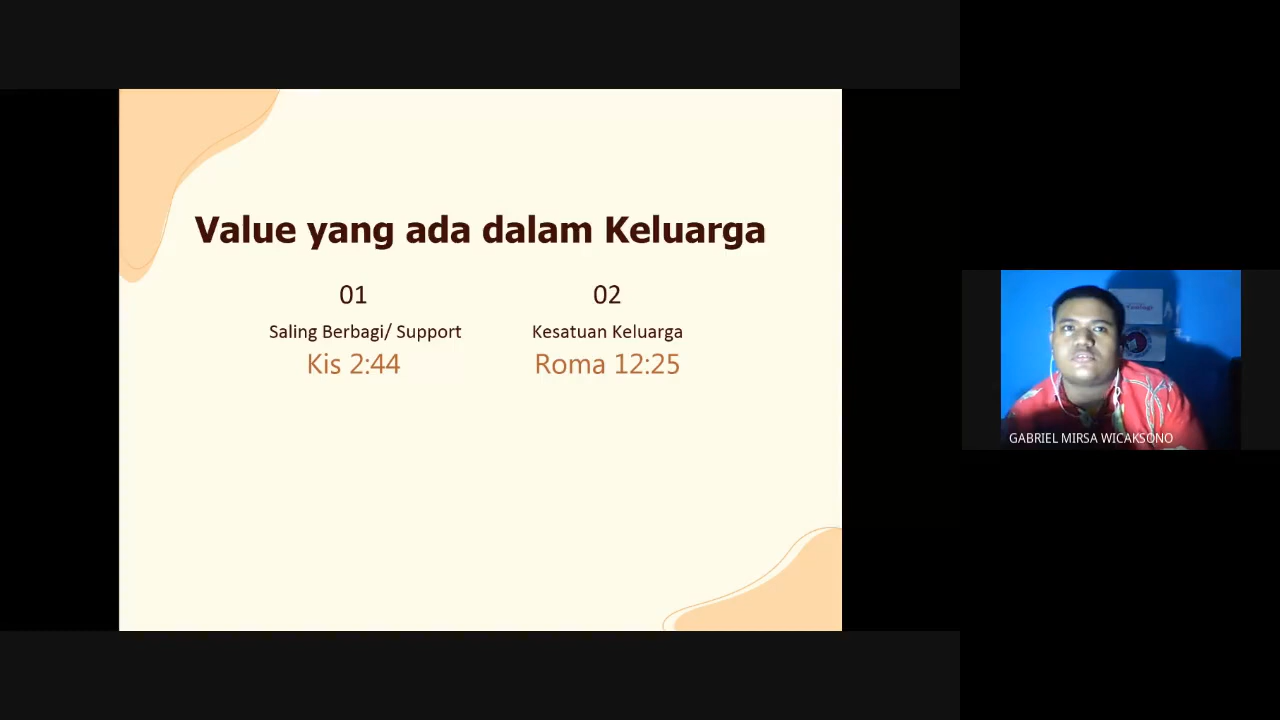 Value yang ada dalam Keluarga
01
Saling Berbagi/ Support
Kis 2:44
02
Kesatuan Keluarga
Roma 12:25
GABRIEL MIRSA WICAKSONO